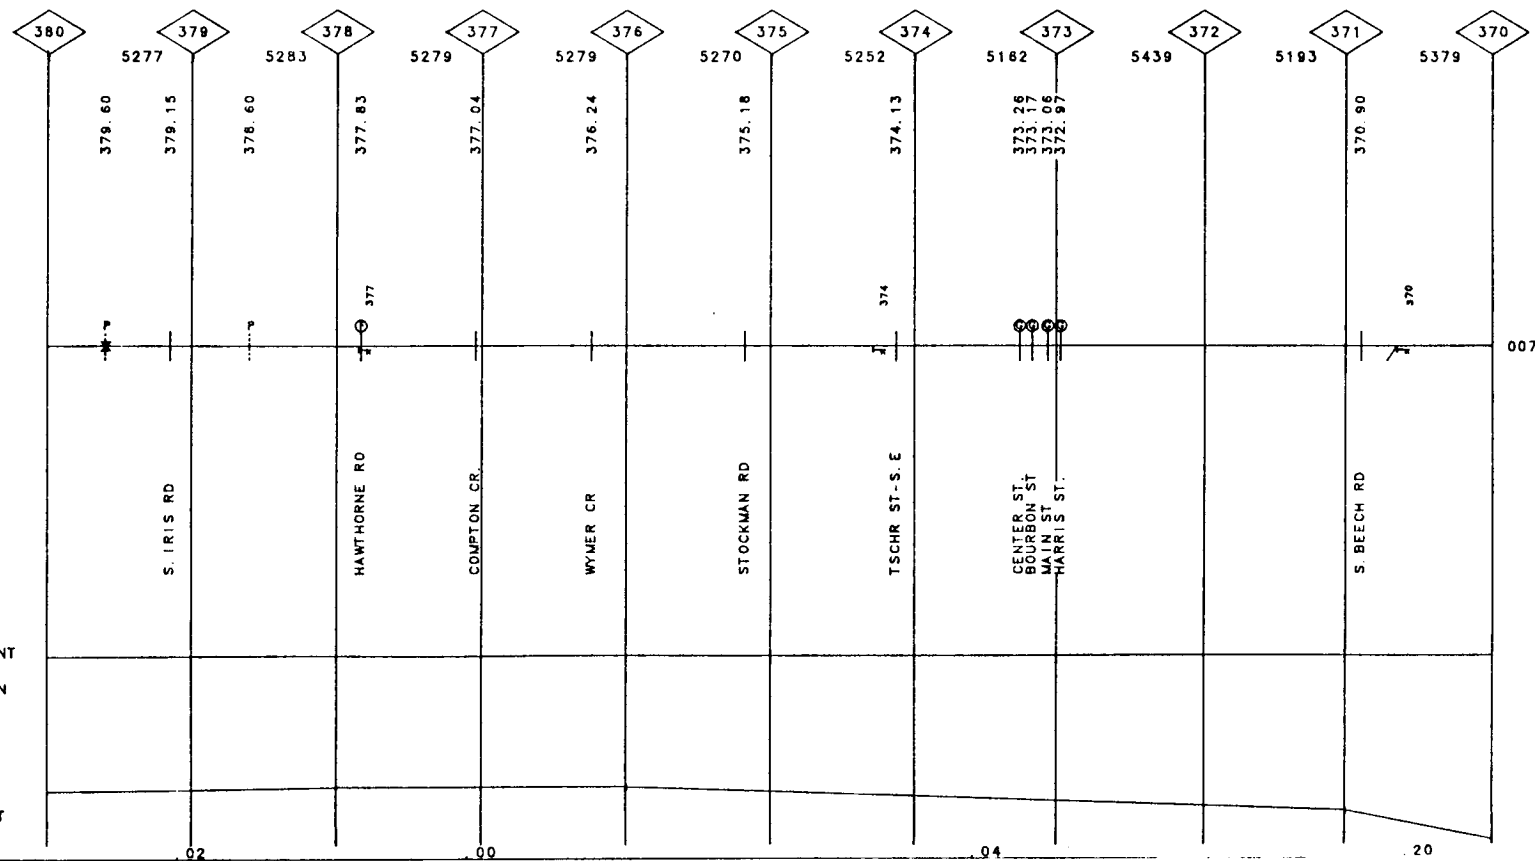 380 379 378 377 376 375 374 373 372 371 370
5277 5283 5279 5279 5270 5252 5162 5439 5193 5379
379.60 379.15 378.60 377.83 377.04 376.24 375.18 374.13 373.26 373.17 373.06 372.97 370.90
377 374 370
P P
007
S. IRIS RD
HAWTHORNE RD
COMPTON CR.
WYMER CR
STOCKMAN RD
TSCHR ST-S.E
CENTER ST.
BOURBON ST
MAIN ST
HARRIS ST.
S. BEECH RD
NT
N
T
.02 .00 .04 .20